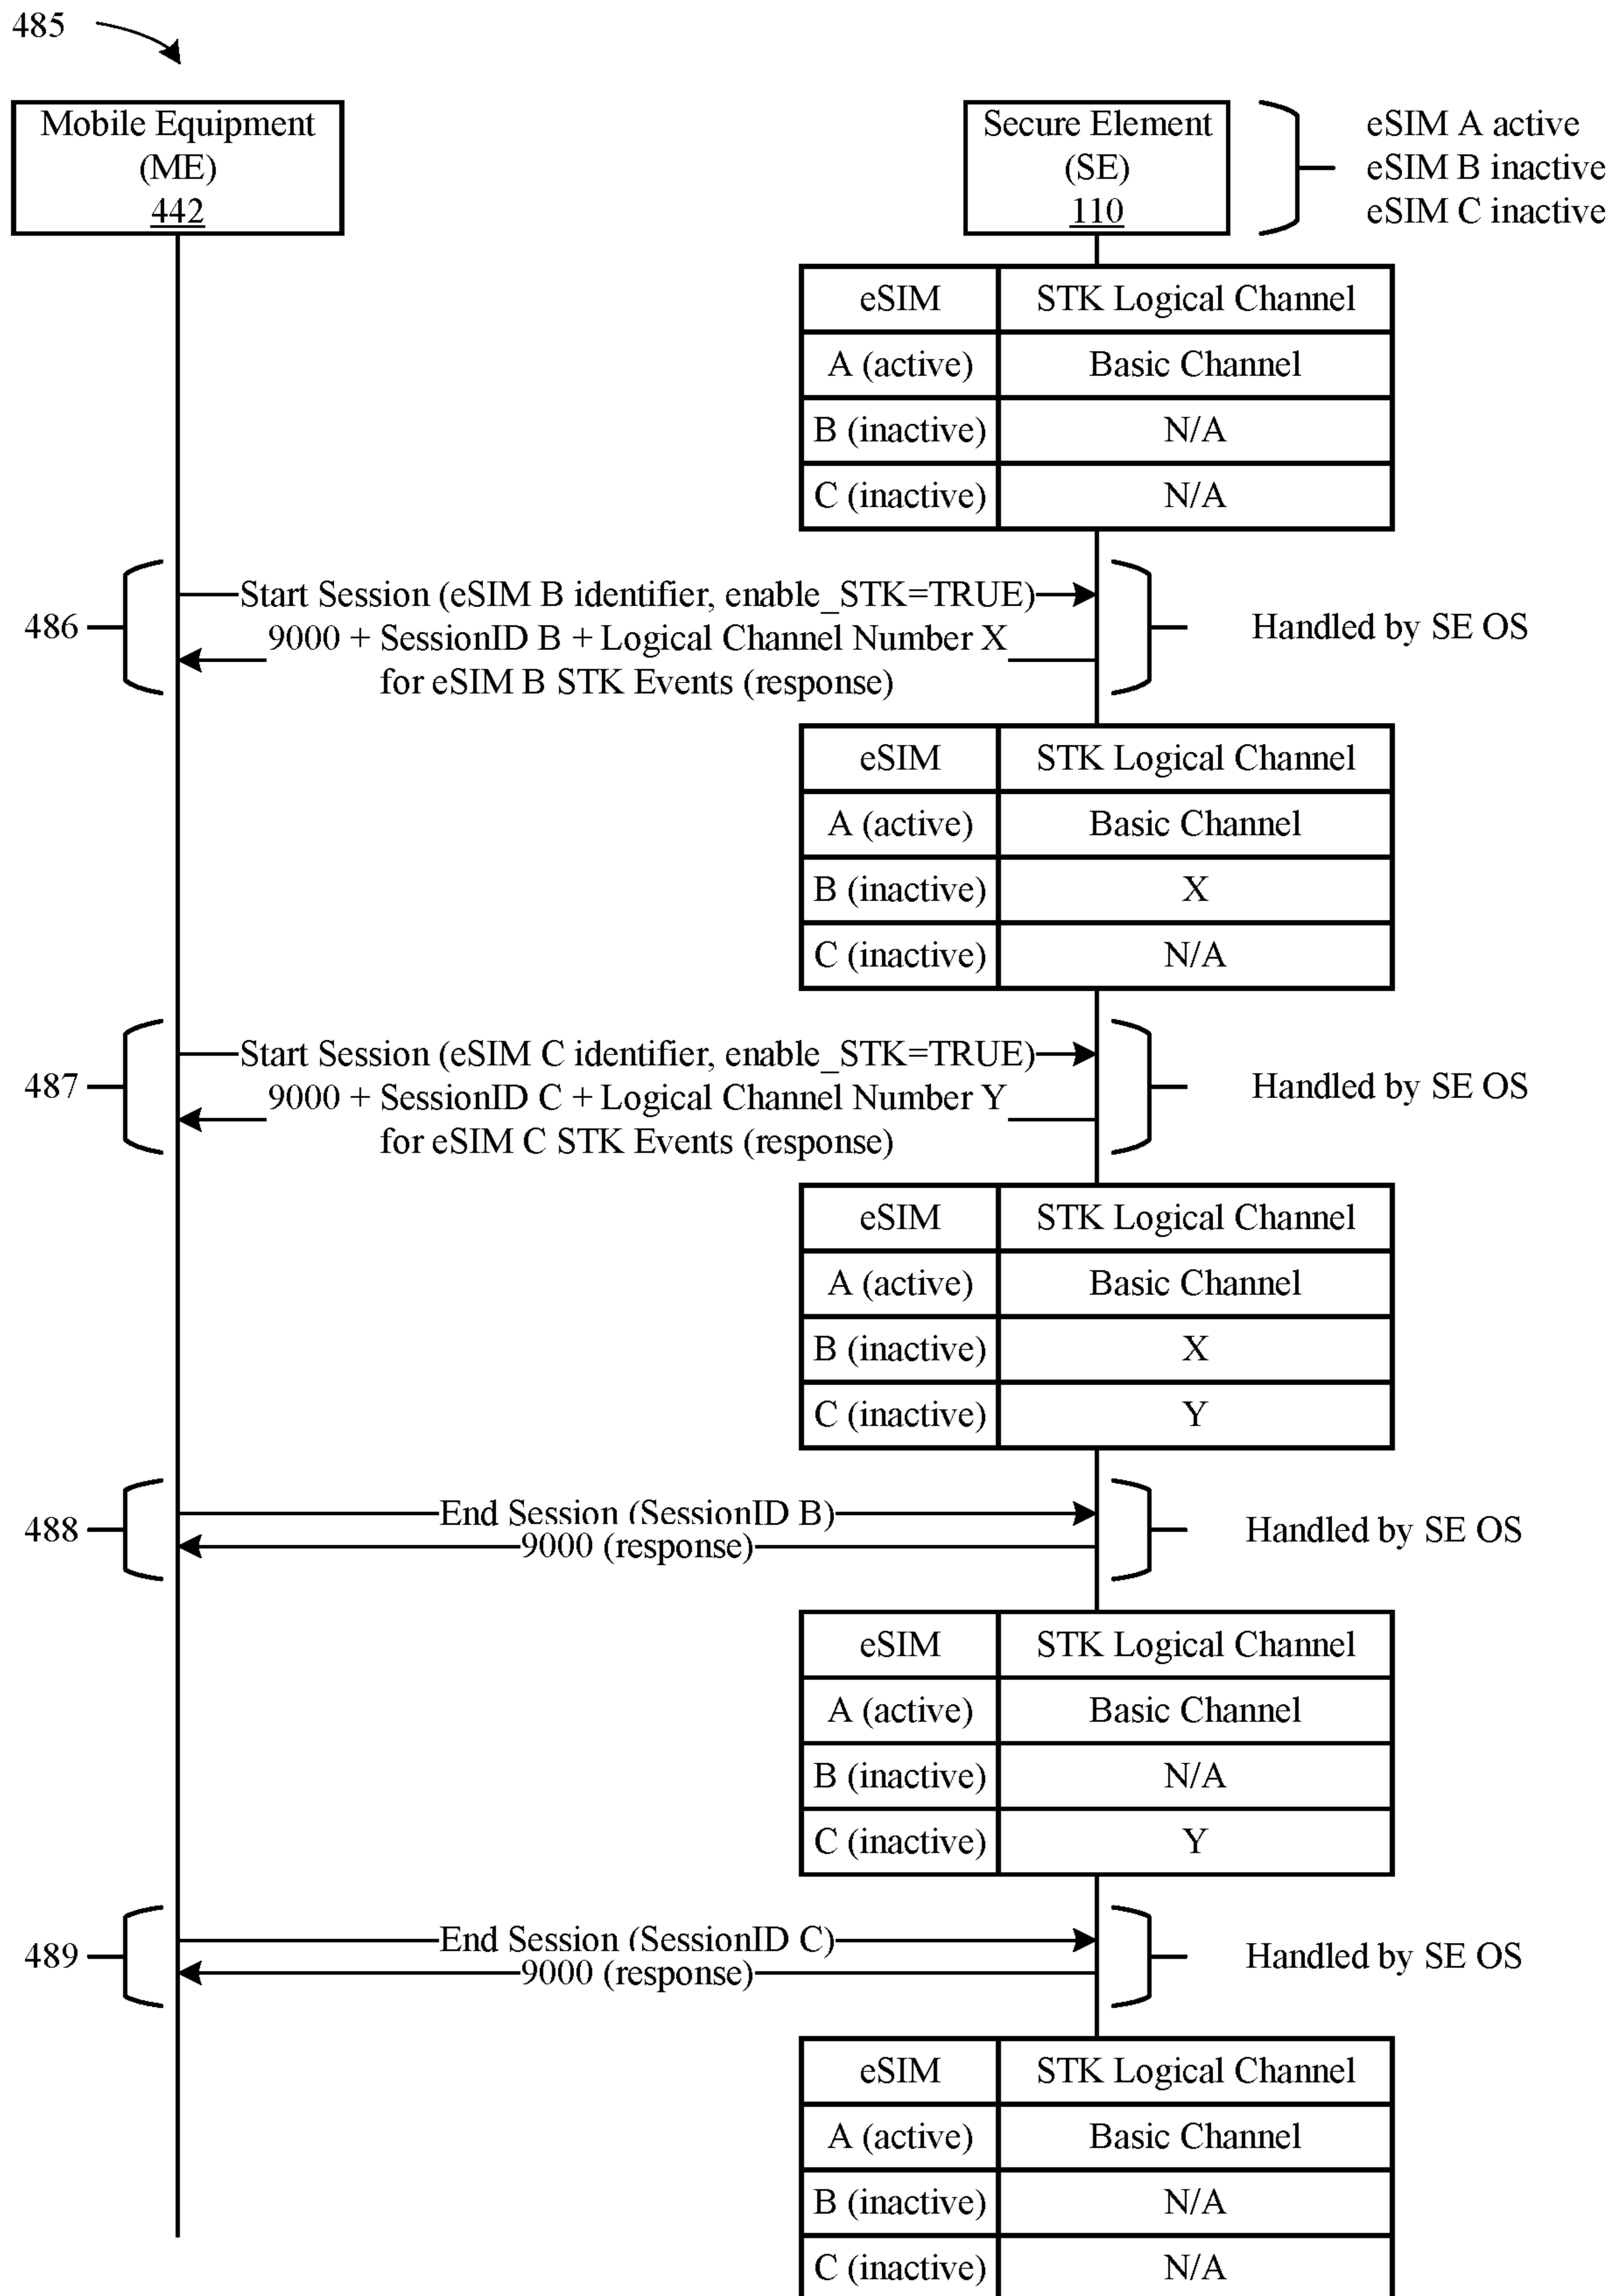 485
Mobile Equipment
(ME)
442
Secure Element
(SE)
110
eSIM A active
eSIM B inactive
eSIM C inactive
eSIM STK Logical Channel
A (active) Basic Channel
B (inactive) N/A
C (inactive) N/A
486
Start Session (eSIM B identifier, enable_STK=TRUE)
9000 + SessionID B + Logical Channel Number X
for eSIM B STK Events (response)
Handled by SE OS
eSIM STK Logical Channel
A (active) Basic Channel
B (inactive) X
C (inactive) N/A
487
Start Session (eSIM C identifier, enable_STK=TRUE)
9000 + SessionID C + Logical Channel Number Y
for eSIM C STK Events (response)
Handled by SE OS
eSIM STK Logical Channel
A (active) Basic Channel
B (inactive) X
C (inactive) Y
488
End Session (SessionID B)
9000 (response)
Handled by SE OS
eSIM STK Logical Channel
A (active) Basic Channel
B (inactive) N/A
C (inactive) Y
489
End Session (SessionID C)
9000 (response)
Handled by SE OS
eSIM STK Logical Channel
A (active) Basic Channel
B (inactive) N/A
C (inactive) N/A